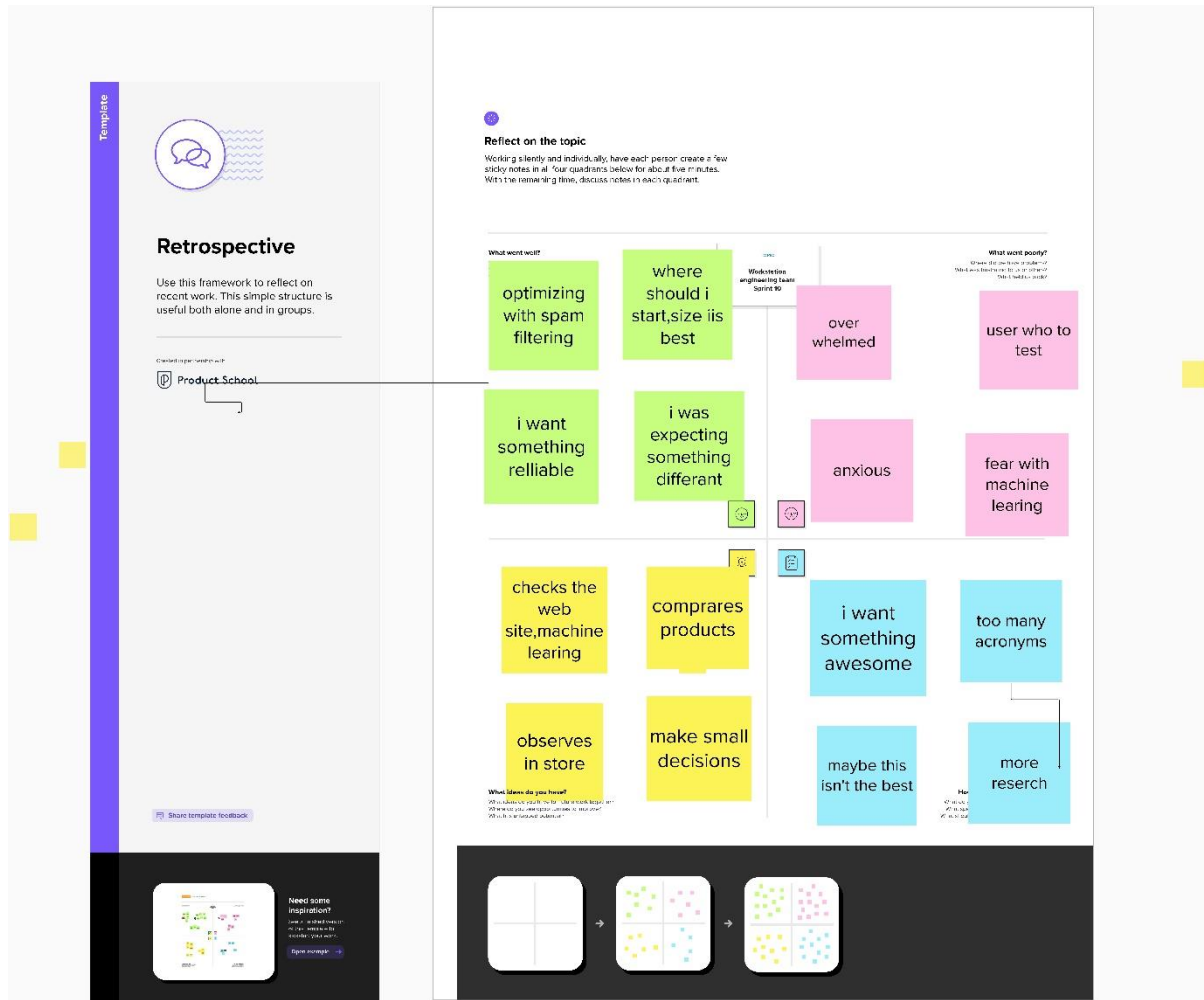 Template
Retrospective
Use this framework to reflect on
recent work. This simple structure is
useful both alone and in groups.
Created in partnership with
Product School
Share template feedback
Need some
inspiration?
Open example
Reflect on the topic
Working silently and individually, have each person create a few
sticky notes in all four quadrants below for about five minutes.
With the remaining time, discuss notes in each quadrant.
What went well?
optimizing
with spam
filtering
where
should i
start,size iis
best
i want
something
relliable
i was
expecting
something
differant
Workstation
engineering team
Sprint 10
What went poorly?
over
whelmed
user who to
test
anxious
fear with
machine
learing
checks the
web
site,machine
learing
comprares
products
observes
in store
make small
decisions
What ideas do you have?
i want
something
awesome
too many
acronyms
maybe this
isn't the best
more
reserch